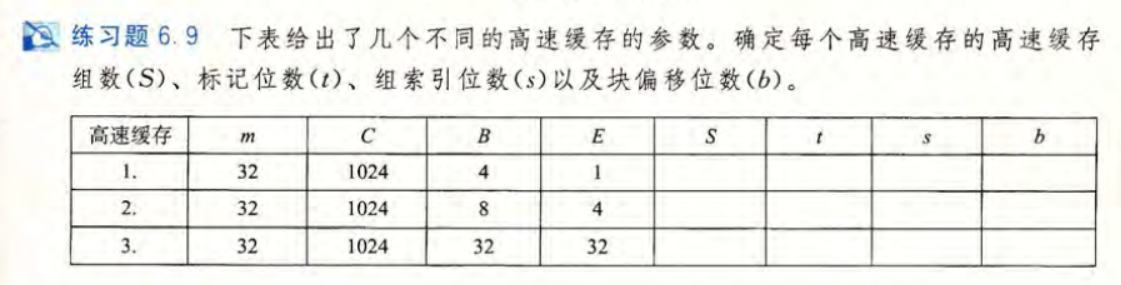 练习题 6.9 下表给出了几个不同的高速缓存的参数。确定每个高速缓存的高速缓存
组数(S)、标记位数(t)、组索引位数(s)以及块偏移位数(b)。
高速缓存 m C B E S t s b
1. 32 1024 4 1
2. 32 1024 8 4
3. 32 1024 32 32